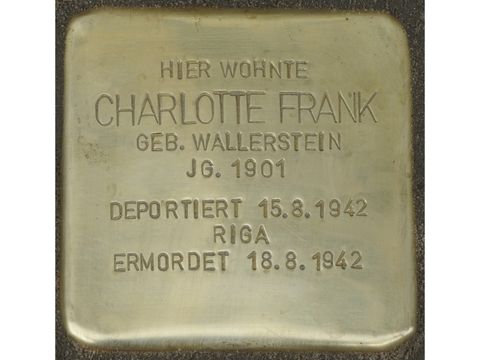 HIER WOHNTE
CHARLOTTE FRANK
GEB. WALLERSTEIN
JG. 1901
DEPORTIERT 15.8.1942
RIGA
ERMORDET 18.8.1942